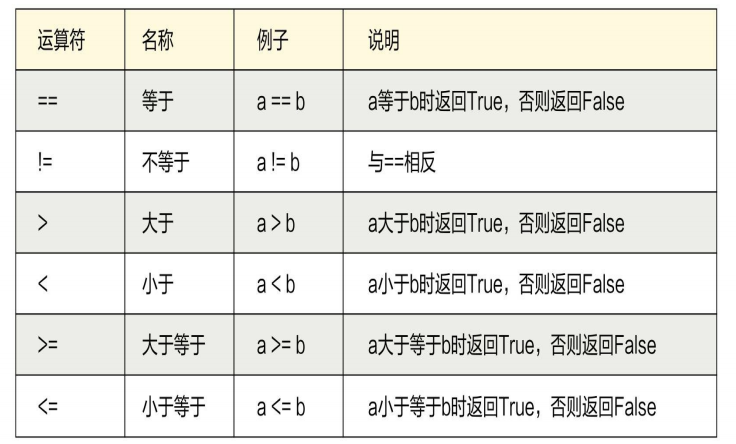 运算符 名称 例子 说明
== 等于 a == b a等于b时返回True，否则返回False
!= 不等于 a != b 与==相反
> 大于 a > b a大于b时返回True，否则返回False
< 小于 a < b a小于b时返回True，否则返回False
>= 大于等于 a >= b a大于等于b时返回True，否则返回False
<= 小于等于 a <= b a小于等于b时返回True，否则返回False